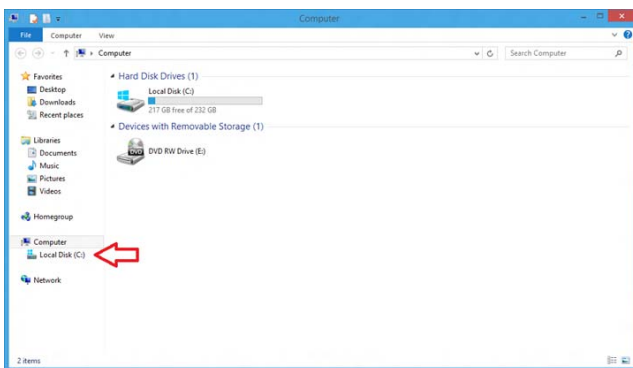 Computer
File Computer View
Computer
Search Computer
Favorites
Desktop
Downloads
Recent places
Libraries
Documents
Music
Pictures
Videos
Homegroup
Computer
Local Disk (C:)
Network
Hard Disk Drives (1)
Local Disk (C:)
217 GB free of 232 GB
Devices with Removable Storage (1)
DVD
DVD RW Drive (E:)
2 items